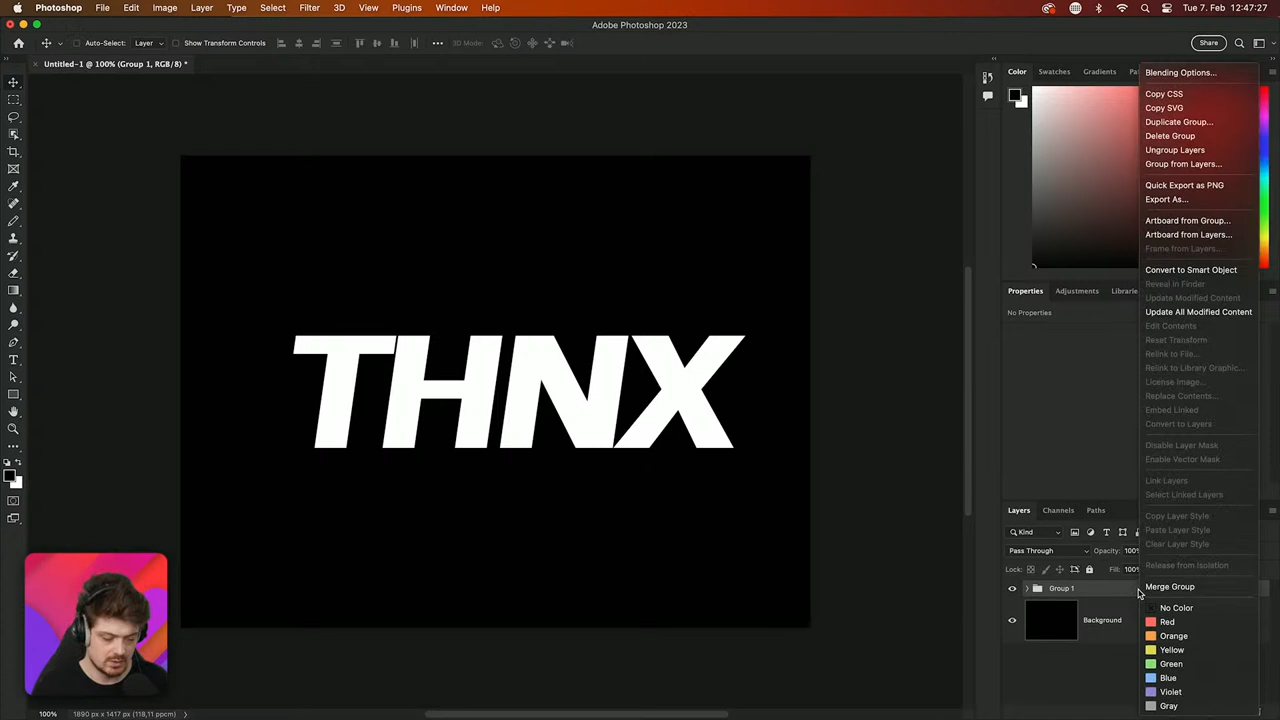 Photoshop File Edit Image Layer Type Select Filter 3D View Plugins Window Help Tue 7. Feb 12:47:27
Adobe Photoshop 2023
Auto-Select: Layer Show Transform Controls 3D Mode: Share
Untitled-1 @ 100% (Group 1, RGB/8) *
Color Swatches Gradients Pa
Blending Options...
Copy CSS
Copy SVG
Duplicate Group...
Delete Group
Ungroup Layers
Group from Layers...
Quick Export as PNG
Export As...
Artboard from Group...
Artboard from Layers...
Frame from Layers...
Convert to Smart Object
Reveal in Finder
Update Modified Content
Update All Modified Content
Edit Contents
Reset Transform
Relink to File...
Relink to Library Graphic...
License Image...
Replace Contents...
Embed Linked
Convert to Layers
Disable Layer Mask
Enable Vector Mask
Link Layers
Select Linked Layers
Copy Layer Style
Paste Layer Style
Clear Layer Style
Release from Isolation
Merge Group
No Color
Red
Orange
Yellow
Green
Blue
Violet
Gray
Properties Adjustments Librarie
No Properties
THNX
Layers Channels Paths
Kind
Pass Through Opacity: 100%
Lock: Fill: 100%
Group 1
Background
100% 1890 px x 1417 px (118,11 ppcm)